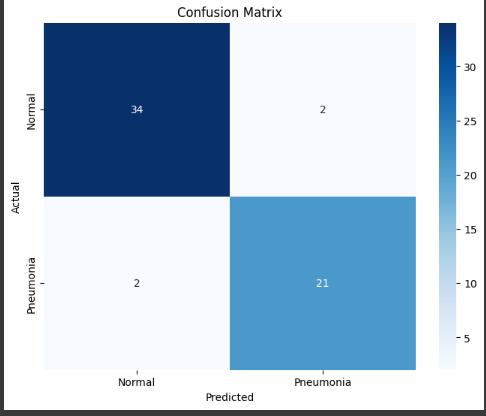 Confusion Matrix
Actual
Normal
34
2
30
25
20
15
10
5
Pneumonia
2
21
Normal
Pneumonia
Predicted